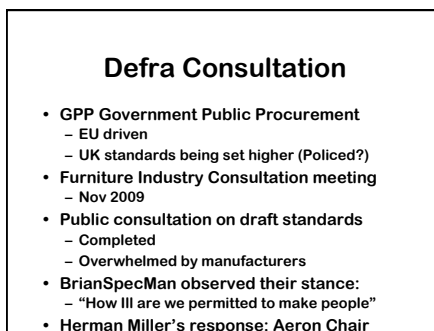 Defra Consultation
• GPP Government Public Procurement
– EU driven
– UK standards being set higher (Policed?)
• Furniture Industry Consultation meeting
– Nov 2009
• Public consultation on draft standards
– Completed
– Overwhelmed by manufacturers
• BrianSpecMan observed their stance:
– “How Ill are we permitted to make people”
• Herman Miller’s response: Aeron Chair